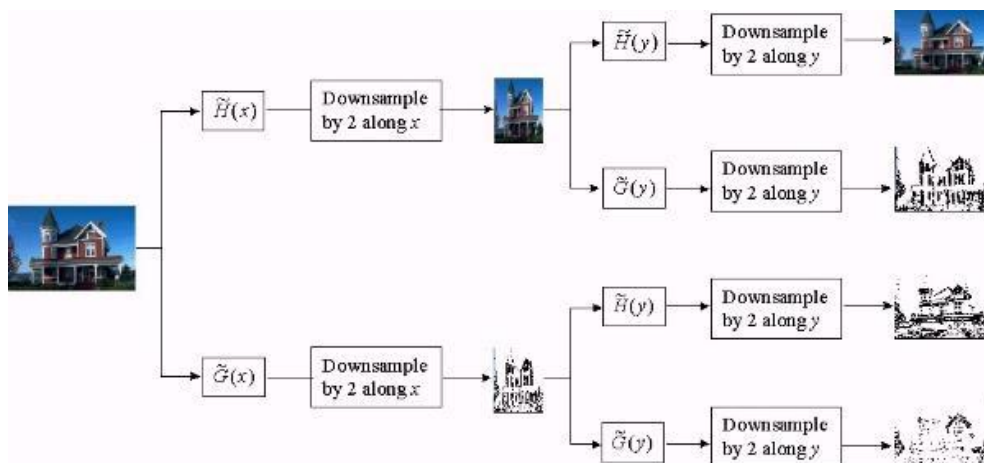 H̃(y)
Downsample
by 2 along y
H̃(x)
Downsample
by 2 along x
G̃(y)
Downsample
by 2 along y
H̃(y)
Downsample
by 2 along y
G̃(x)
Downsample
by 2 along x
G̃(y)
Downsample
by 2 along y